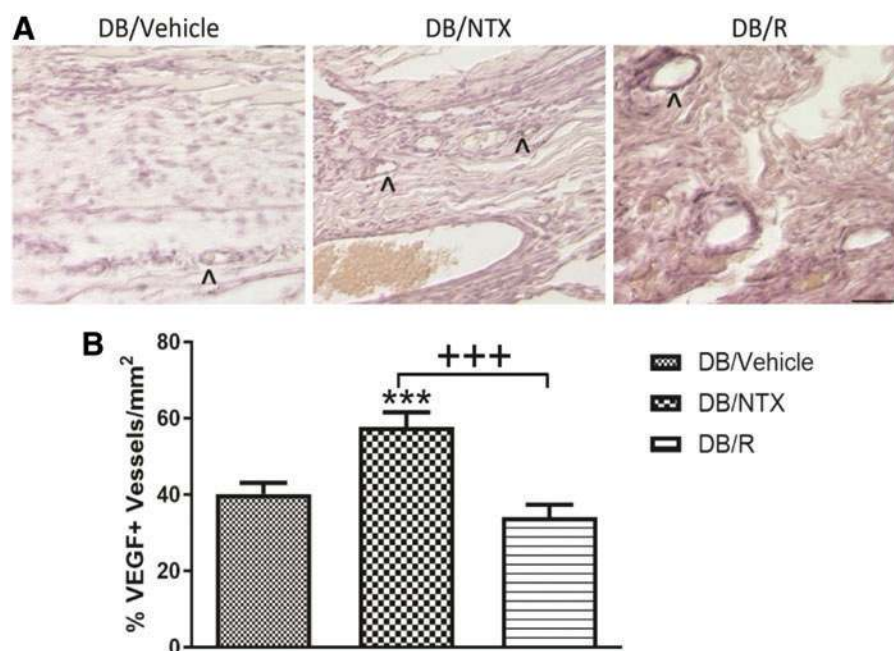 A
DB/Vehicle DB/NTX DB/R
^ ^ ^ ^
B
80
60
40
20
0
% VEGF+ Vessels/mm²
***
+++
DB/Vehicle
DB/NTX
DB/R